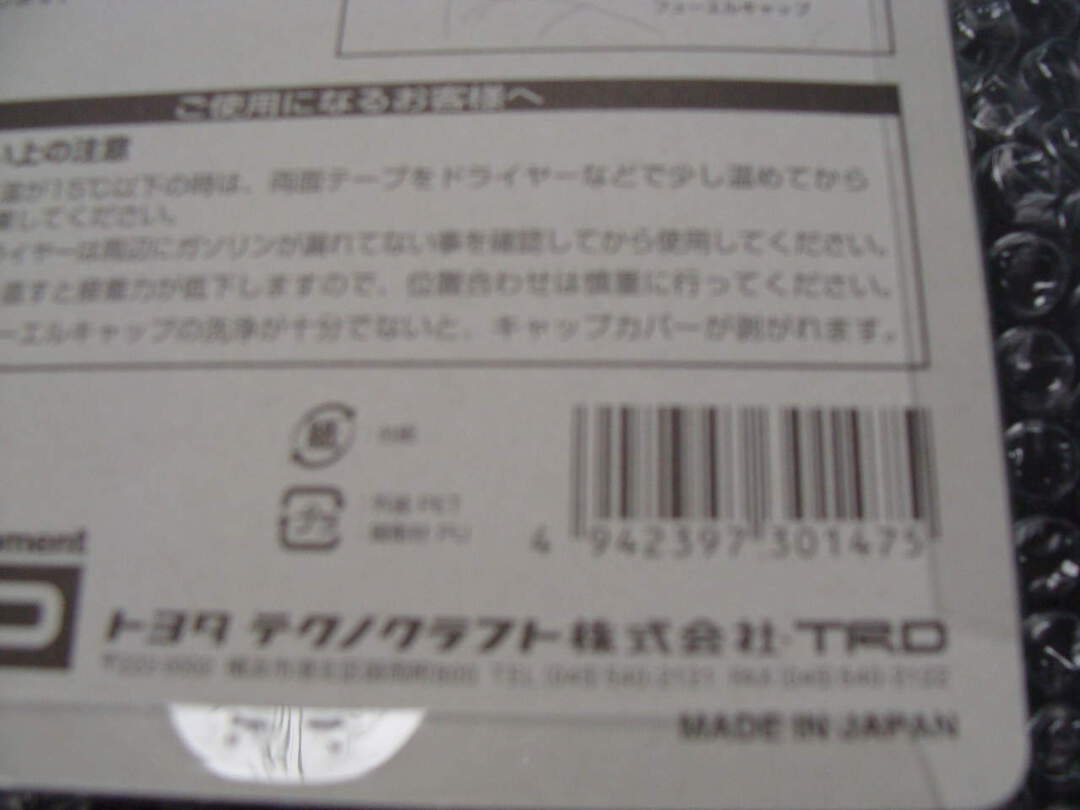 フューエルキャップ
ご使用になるお客様へ
上の注意
温が15℃以下の時は、両面テープをドライヤーなどで少し温めてから
してください。
ライヤーは周辺にガソリンが漏れてない事を確認してから使用してください。
直すと接着力が低下しますので、位置合わせは慎重に行ってください。
ーエルキャップの洗浄が十分でないと、キャップカバーが剥がれます。
紙
プラ
4 942397 301475
トヨタ テクノクラフト株式会社・TRD
TEL (045) 540-2121 FAX (045) 540-2122
MADE IN JAPAN